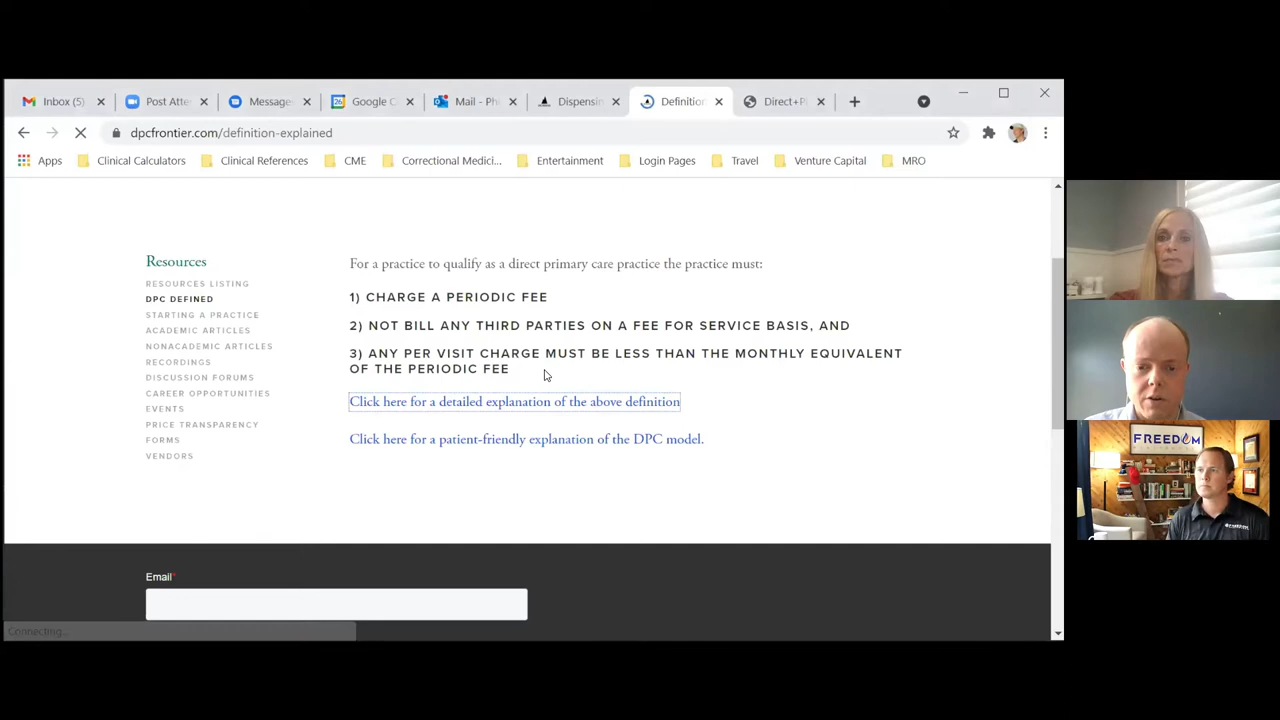 Inbox (5)
Post Atte
Message
Google C
Mail - Ph
Dispensin
Definition
Direct+P
dpcfrontier.com/definition-explained
Apps
Clinical Calculators
Clinical References
CME
Correctional Medici...
Entertainment
Login Pages
Travel
Venture Capital
MRO
Resources
RESOURCES LISTING
DPC DEFINED
STARTING A PRACTICE
ACADEMIC ARTICLES
NONACADEMIC ARTICLES
RECORDINGS
DISCUSSION FORUMS
CAREER OPPORTUNITIES
EVENTS
PRICE TRANSPARENCY
FORMS
VENDORS
For a practice to qualify as a direct primary care practice the practice must:
1) CHARGE A PERIODIC FEE
2) NOT BILL ANY THIRD PARTIES ON A FEE FOR SERVICE BASIS, AND
3) ANY PER VISIT CHARGE MUST BE LESS THAN THE MONTHLY EQUIVALENT
OF THE PERIODIC FEE
Click here for a detailed explanation of the above definition
Click here for a patient-friendly explanation of the DPC model.
Email*
Connecting...
FREEDOM